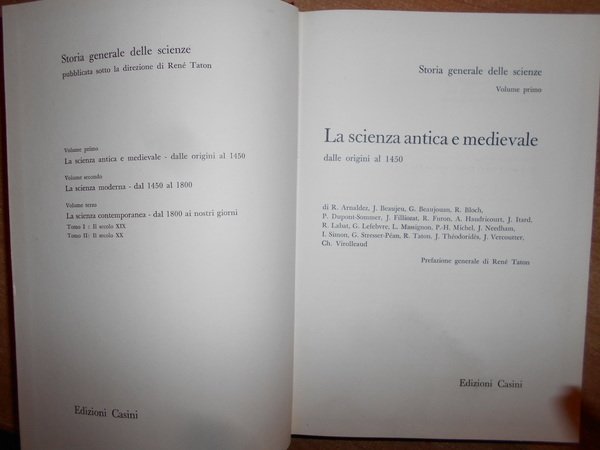 Storia generale delle scienze
pubblicata sotto la direzione di René Taton
Volume primo
La scienza antica e medievale - dalle origini al 1450
Volume secondo
La scienza moderna - dal 1450 al 1800
Volume terzo
La scienza contemporanea - dal 1800 ai nostri giorni
Tomo I : Il secolo XIX
Tomo II: Il secolo XX
Edizioni Casini
Storia generale delle scienze
Volume primo
La scienza antica e medievale
dalle origini al 1450
di R. Arnaldez, J. Beaujeu, G. Beaujouan, R. Bloch,
P. Dupont-Sommer, J. Filliozat, R. Furon, A. Haudricourt, J. Itard,
R. Labat, G. Lefebvre, L. Massignon, P.-H. Michel, J. Needham,
I. Simon, G. Stresser-Péan, R. Taton, J. Théodoridès, J. Vercoutter,
Ch. Virolleaud
Prefazione generale di René Taton
Edizioni Casini